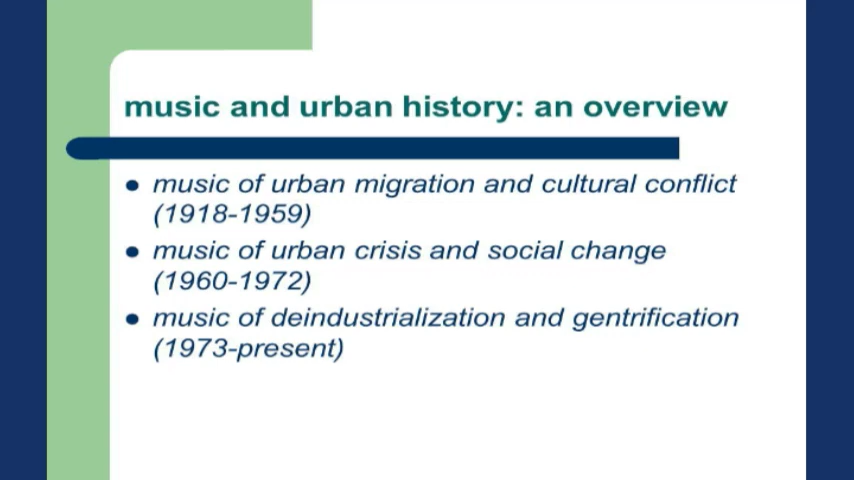 music and urban history: an overview
● music of urban migration and cultural conflict
(1918-1959)
● music of urban crisis and social change
(1960-1972)
● music of deindustrialization and gentrification
(1973-present)